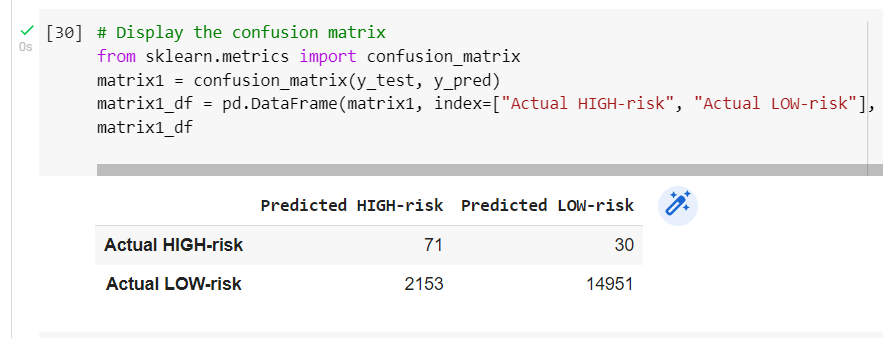 [30] # Display the confusion matrix
0s
from sklearn.metrics import confusion_matrix
matrix1 = confusion_matrix(y_test, y_pred)
matrix1_df = pd.DataFrame(matrix1, index=["Actual HIGH-risk", "Actual LOW-risk"],
matrix1_df
Predicted HIGH-risk Predicted LOW-risk
Actual HIGH-risk 71 30
Actual LOW-risk 2153 14951